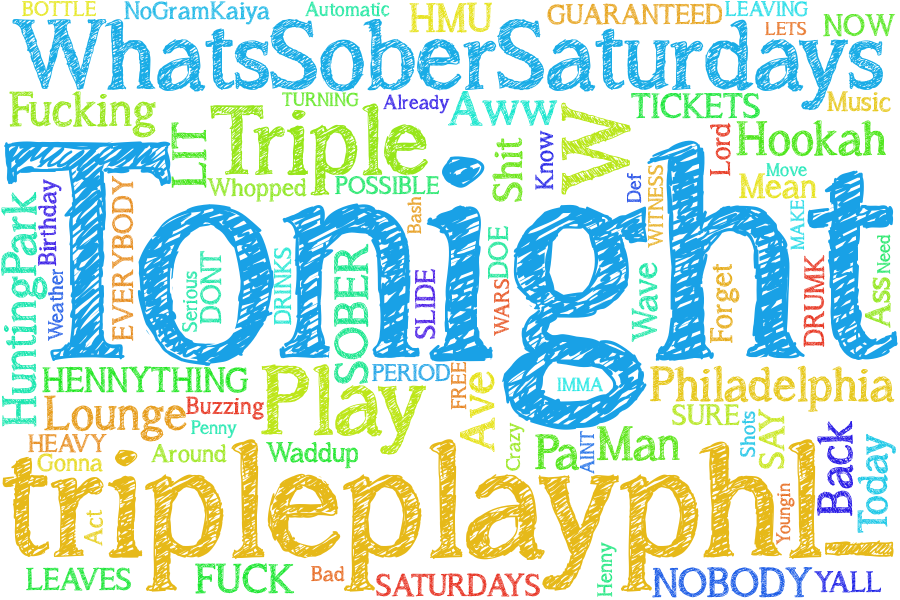 BOTTLE NoGramKaiya Automatic HMU GUARANTEED LEAVING
LETS NOW
WhatsSoberSaturdays
Fucking TURNING Already Aww TICKETS Music
LIT Triple W Lord Hookah
Whopped POSSIBLE Shit Know Def WITNESS Mean Move
HuntingPark Birthday EVERYBODY Bash MAKE
Tonight
Weather Serious DONT DRINKS SOBER SLIDE WARS DOE Wave Forget DRUMK Ass Need
HENNYTHING PERIOD FREE IMMA Philadelphia
Lounge Buzzing Play Ave SURE
Penny Shots SAY
HEAVY Around Waddup Crazy Pa AINT Man Back Today
Gonna
tripleplayphl_
Act Youngin
LEAVES FUCK Bad SATURDAYS Henny NOBODY YALL